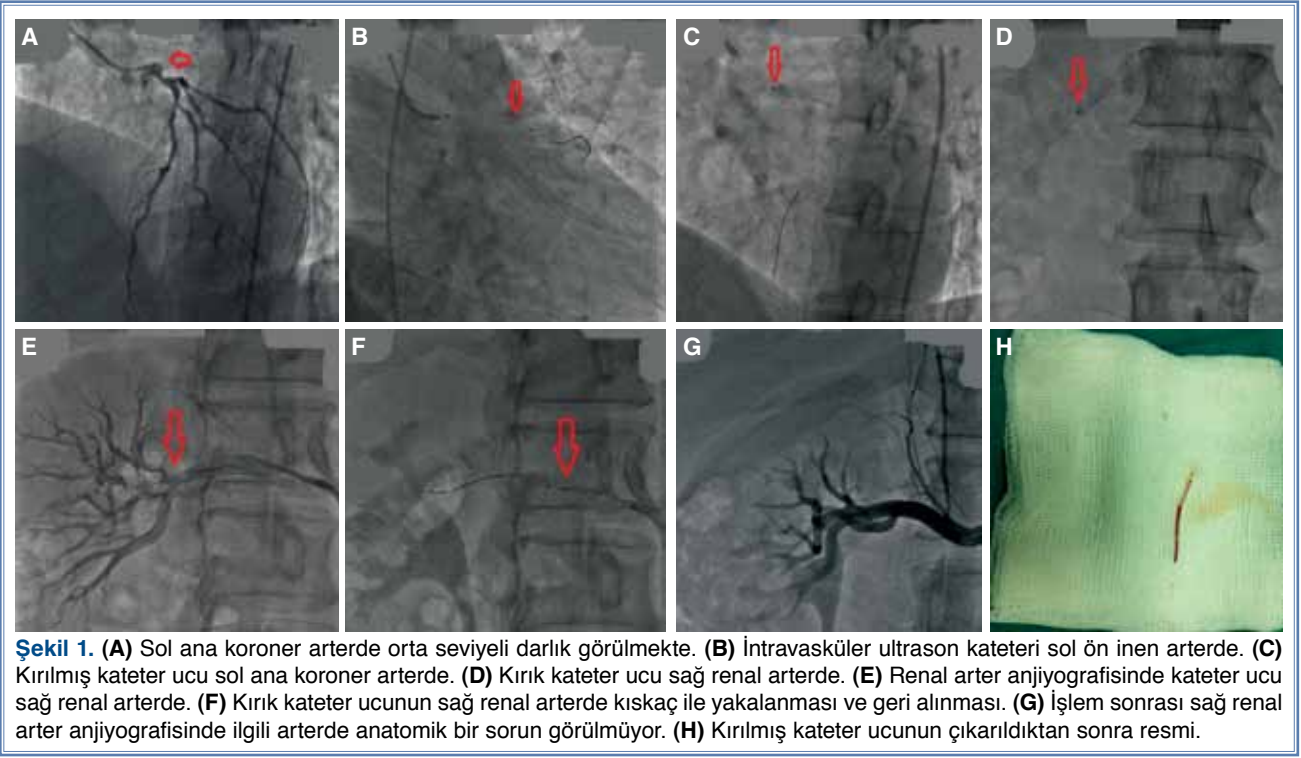 A
B
C
D
E
F
G
H
Şekil 1. (A) Sol ana koroner arterde orta seviyeli darlık görülmekte. (B) İntravasküler ultrason kateteri sol ön inen arterde. (C)
Kırılmış kateter ucu sol ana koroner arterde. (D) Kırık kateter ucu sağ renal arterde. (E) Renal arter anjiyografisinde kateter ucu
sağ renal arterde. (F) Kırık kateter ucunun sağ renal arterde kıskaç ile yakalanması ve geri alınması. (G) İşlem sonrası sağ renal
arter anjiyografisinde ilgili arterde anatomik bir sorun görülmüyor. (H) Kırılmış kateter ucunun çıkarıldıktan sonra resmi.